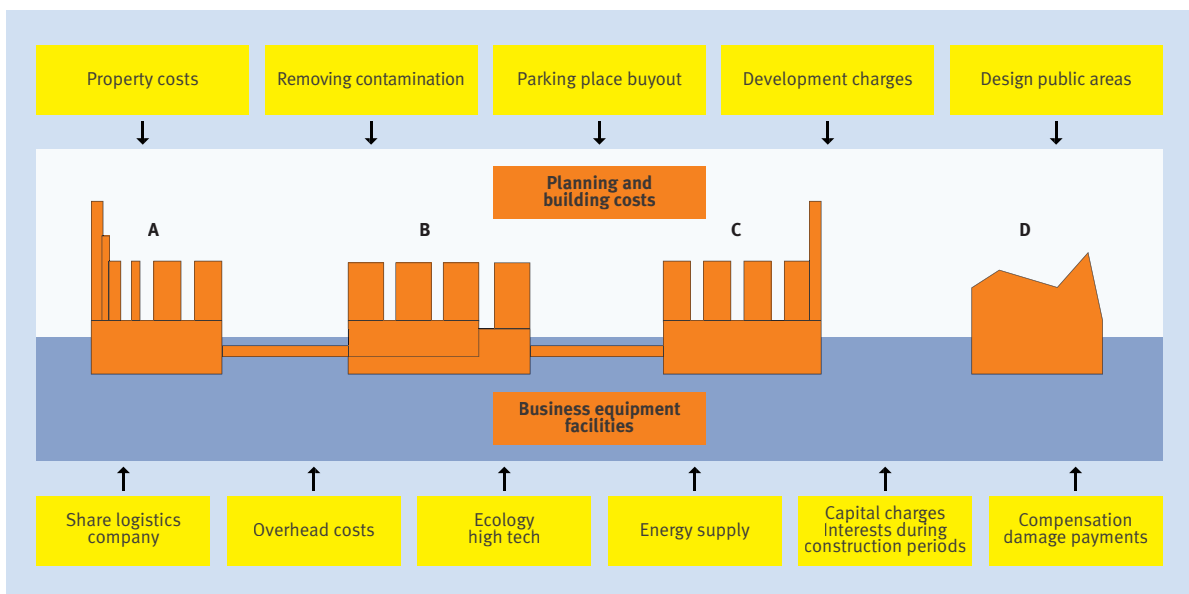 Property costs
Removing contamination
Parking place buyout
Development charges
Design public areas
Planning and
building costs
A
B
C
D
Business equipment
facilities
Share logistics
company
Overhead costs
Ecology
high tech
Energy supply
Capital charges
Interests during
construction periods
Compensation
damage payments